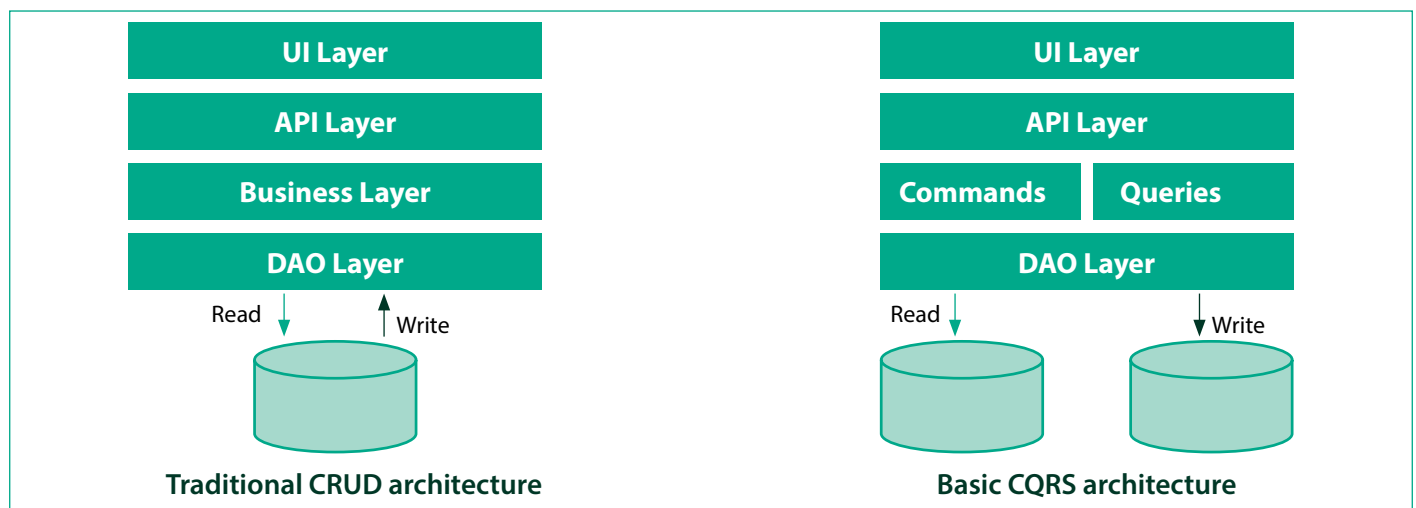 UI Layer
API Layer
Business Layer
DAO Layer
Read
Write
Traditional CRUD architecture
UI Layer
API Layer
Commands
Queries
DAO Layer
Read
Write
Basic CQRS architecture